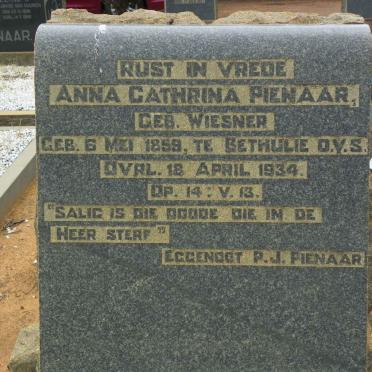 RUST IN VREDE
ANNA CATHRINA PIENAAR,
GEB. WIESNER
GEB. 6 MEI 1859, TE BETHULIE O.V.S.
OVRL. 18 APRIL 1934.
OP. 14: V. 13.
"SALIG IS DIE DOODE DIE IN DE
HEER STERF"
EGGENOOT P.J. PIENAAR